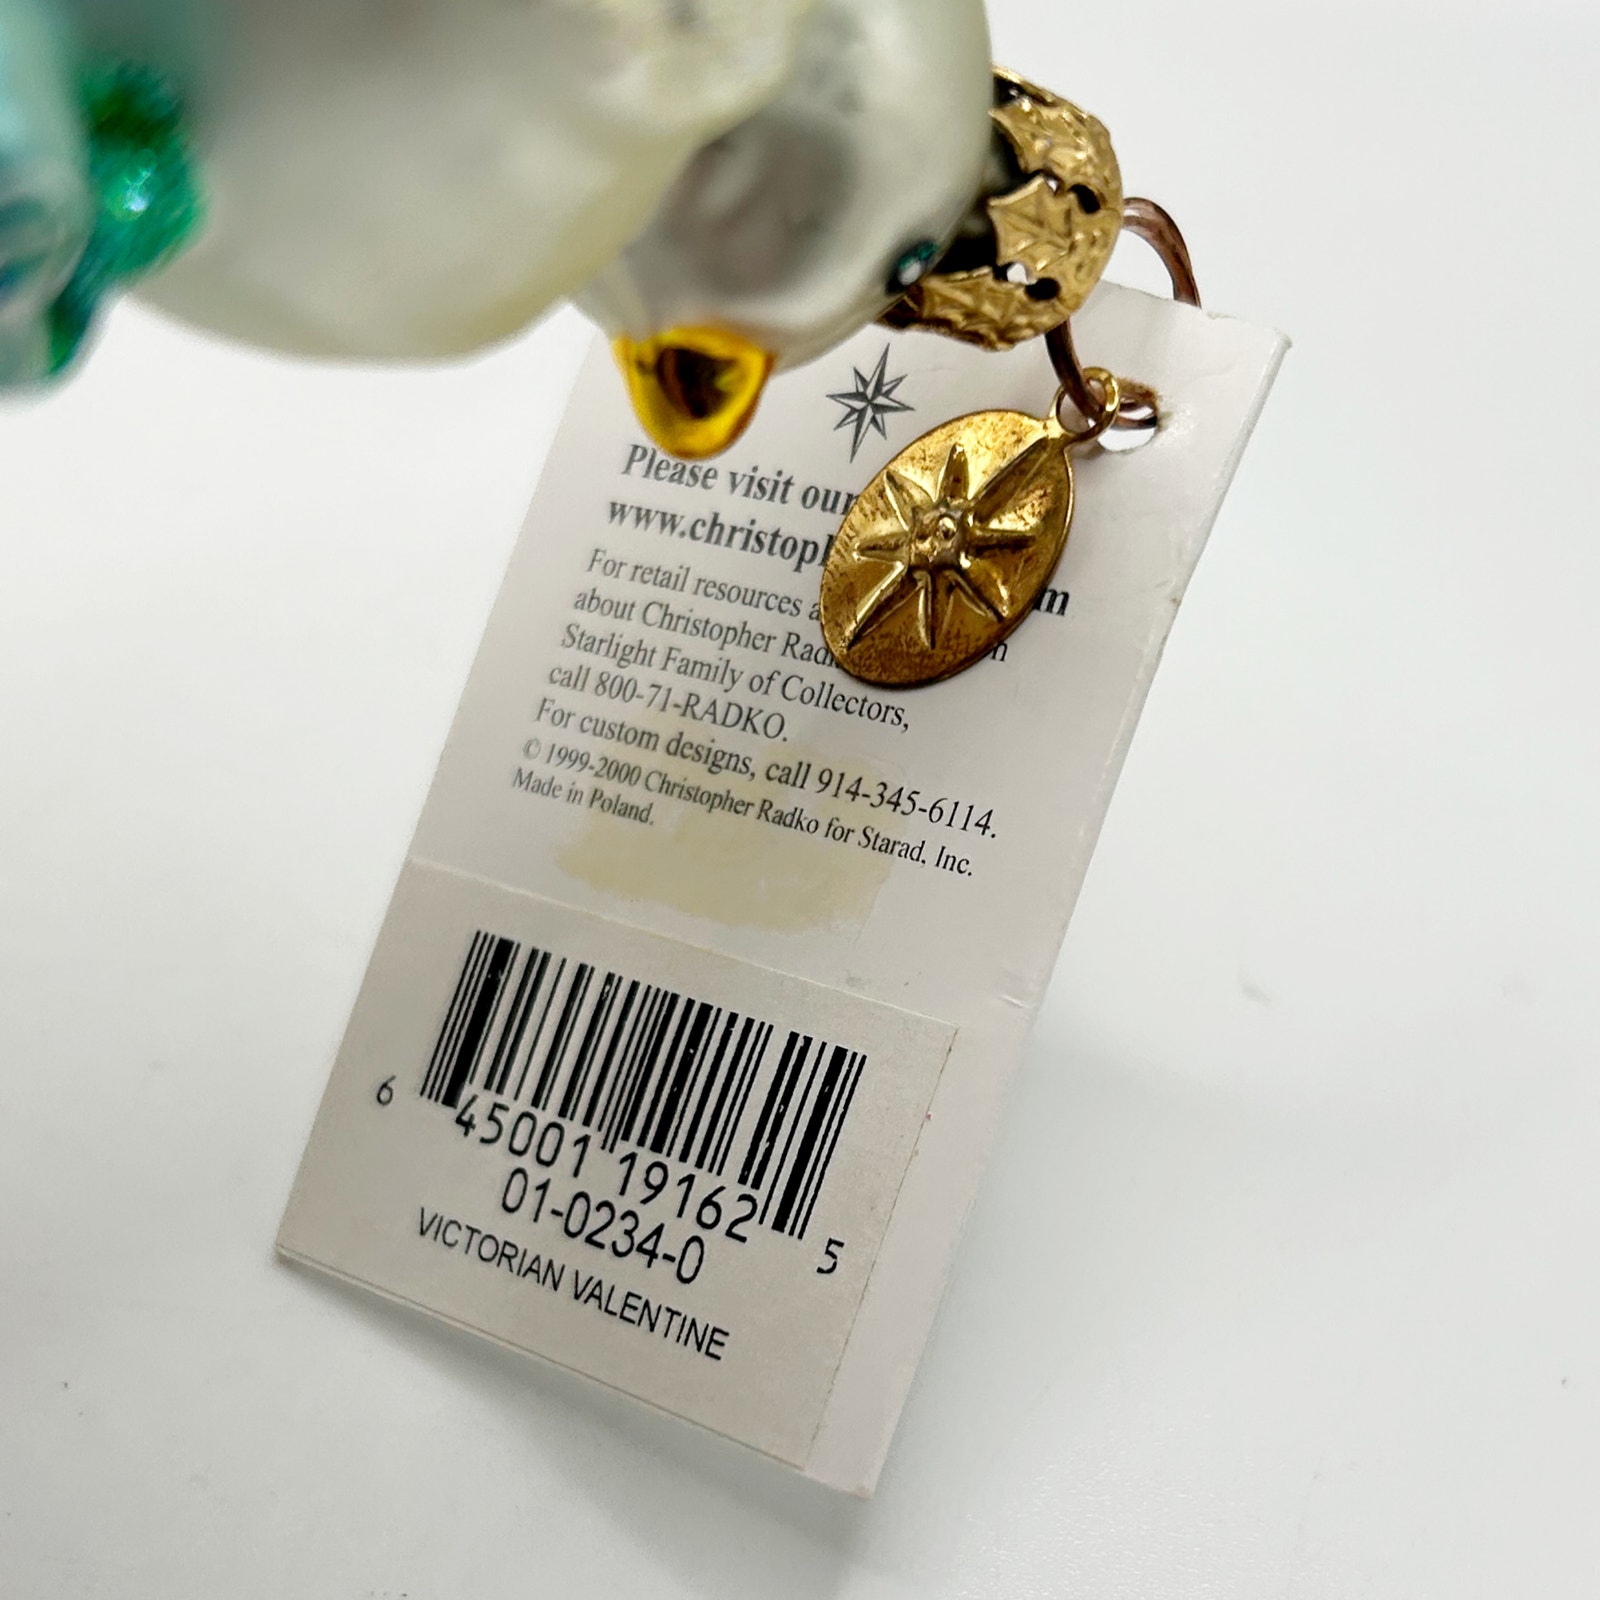 Please visit our
www.christoph
For retail resources
about Christopher Radk
Starlight Family of Collectors,
call 800-71-RADKO.
For custom designs, call 914-345-6114.
© 1999-2000 Christopher Radko for Starad, Inc.
Made in Poland.
6 45001 19162 5
01-0234-0
VICTORIAN VALENTINE